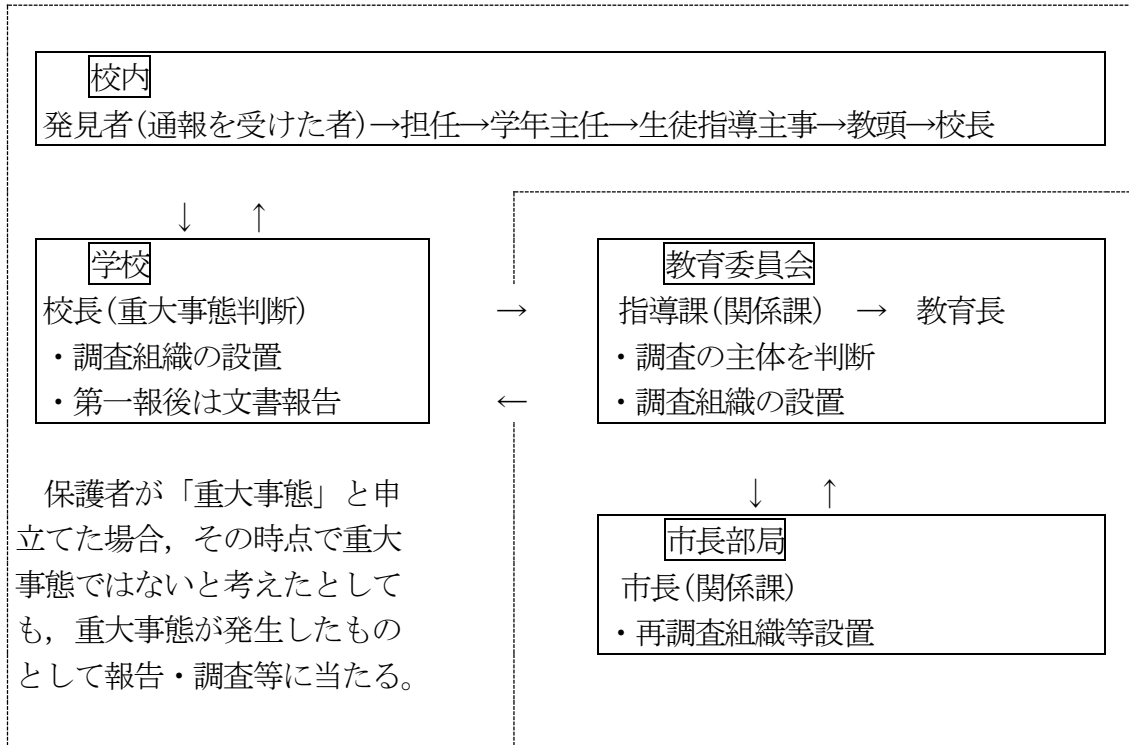 校内
発見者(通報を受けた者)→担任→学年主任→生徒指導主事→教頭→校長
↓ ↑
学校
校長(重大事態判断)
・調査組織の設置
・第一報後は文書報告
→
←
教育委員会
指導課(関係課) → 教育長
・調査の主体を判断
・調査組織の設置
保護者が「重大事態」と申
立てた場合，その時点で重大
事態ではないと考えたとして
も，重大事態が発生したもの
として報告・調査等に当たる。
↓ ↑
市長部局
市長(関係課)
・再調査組織等設置